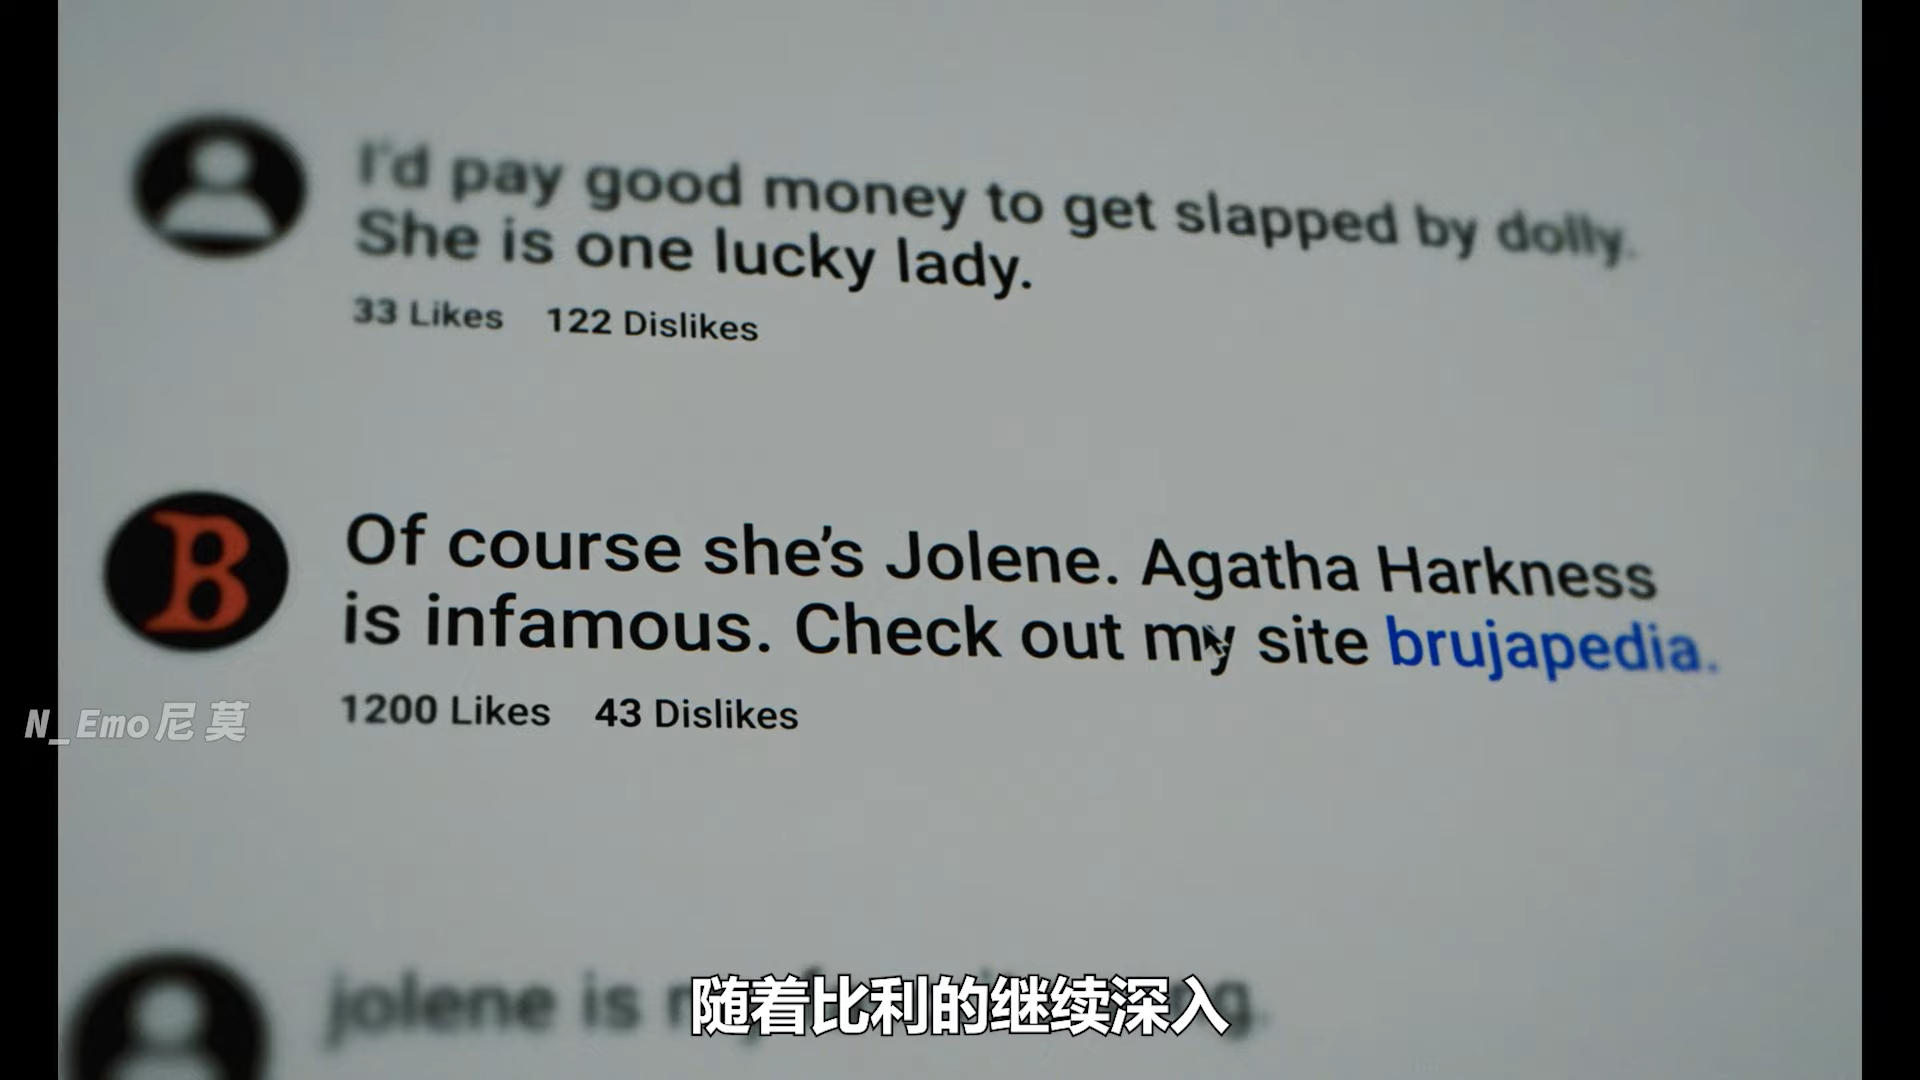 I'd pay good money to get slapped by dolly.
She is one lucky lady.
33 Likes 122 Dislikes
B
Of course she's Jolene. Agatha Harkness
is infamous. Check out my site brujapedia.
1200 Likes 43 Dislikes
N_Emo尼莫
jolene is my
随着比利的继续深入